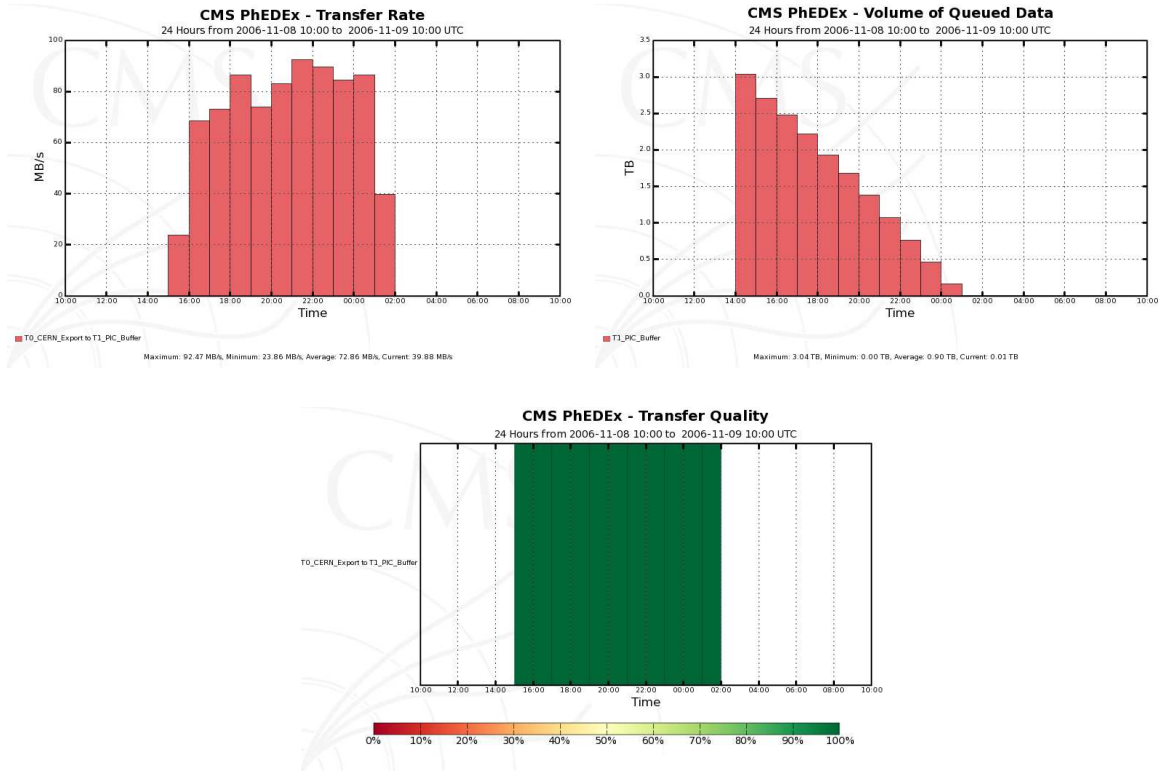 CMS PhEDEx - Transfer Rate
24 Hours from 2006-11-08 10:00 to 2006-11-09 10:00 UTC
100
80
60
40
20
0
MB/s
10:00 12:00 14:00 16:00 18:00 20:00 22:00 00:00 02:00 04:00 06:00 08:00 10:00
Time
T0_CERN_Export to T1_PIC_Buffer
Maximum: 92.47 MB/s, Minimum: 23.86 MB/s, Average: 72.86 MB/s, Current: 39.88 MB/s
CMS PhEDEx - Volume of Queued Data
24 Hours from 2006-11-08 10:00 to 2006-11-09 10:00 UTC
3.5
3.0
2.5
2.0
1.5
1.0
0.5
0.0
TB
10:00 12:00 14:00 16:00 18:00 20:00 22:00 00:00 02:00 04:00 06:00 08:00 10:00
Time
T1_PIC_Buffer
Maximum: 3.04 TB, Minimum: 0.00 TB, Average: 0.90 TB, Current: 0.01 TB
CMS PhEDEx - Transfer Quality
24 Hours from 2006-11-08 10:00 to 2006-11-09 10:00 UTC
T0_CERN_Export to T1_PIC_Buffer
10:00 12:00 14:00 16:00 18:00 20:00 22:00 00:00 02:00 04:00 06:00 08:00 10:00
Time
0% 10% 20% 30% 40% 50% 60% 70% 80% 90% 100%
CMS
CMS
CMS